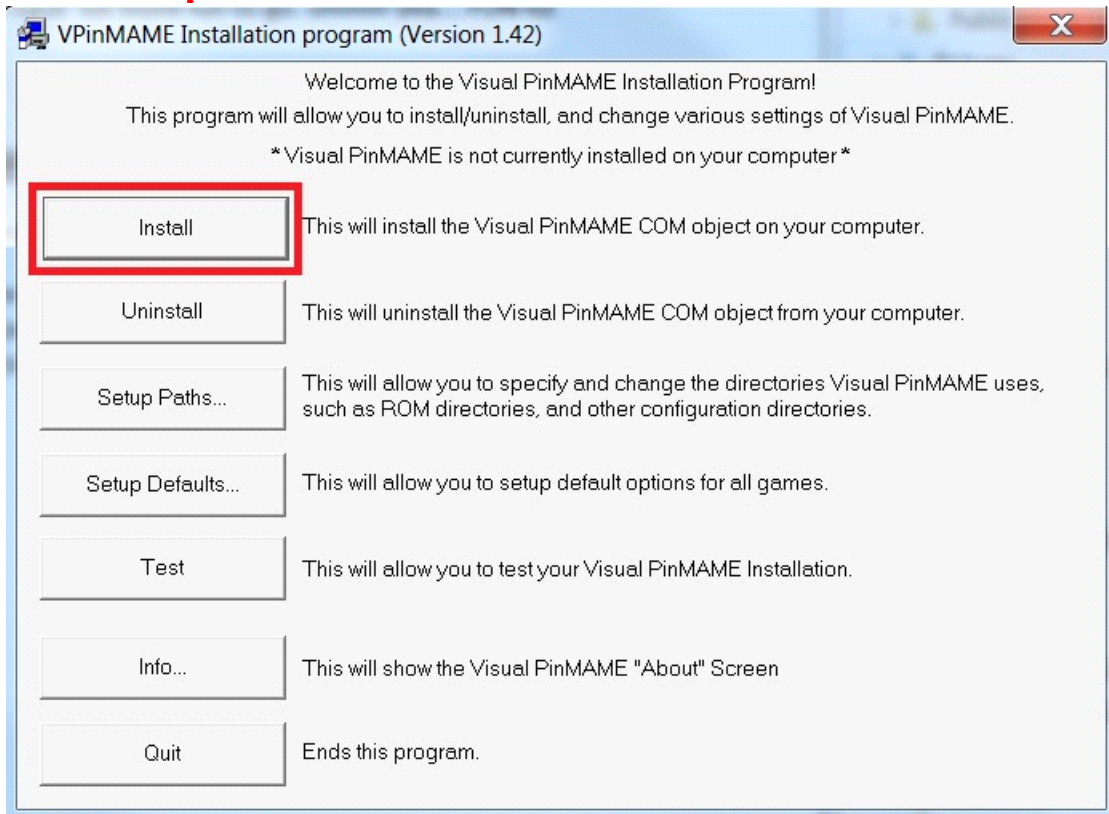 VPinMAME Installation program (Version 1.42)
X
Welcome to the Visual PinMAME Installation Program!
This program will allow you to install/uninstall, and change various settings of Visual PinMAME.
*Visual PinMAME is not currently installed on your computer*
Install
This will install the Visual PinMAME COM object on your computer.
Uninstall
This will uninstall the Visual PinMAME COM object from your computer.
Setup Paths...
This will allow you to specify and change the directories Visual PinMAME uses,
such as ROM directories, and other configuration directories.
Setup Defaults...
This will allow you to setup default options for all games.
Test
This will allow you to test your Visual PinMAME Installation.
Info...
This will show the Visual PinMAME "About" Screen
Quit
Ends this program.